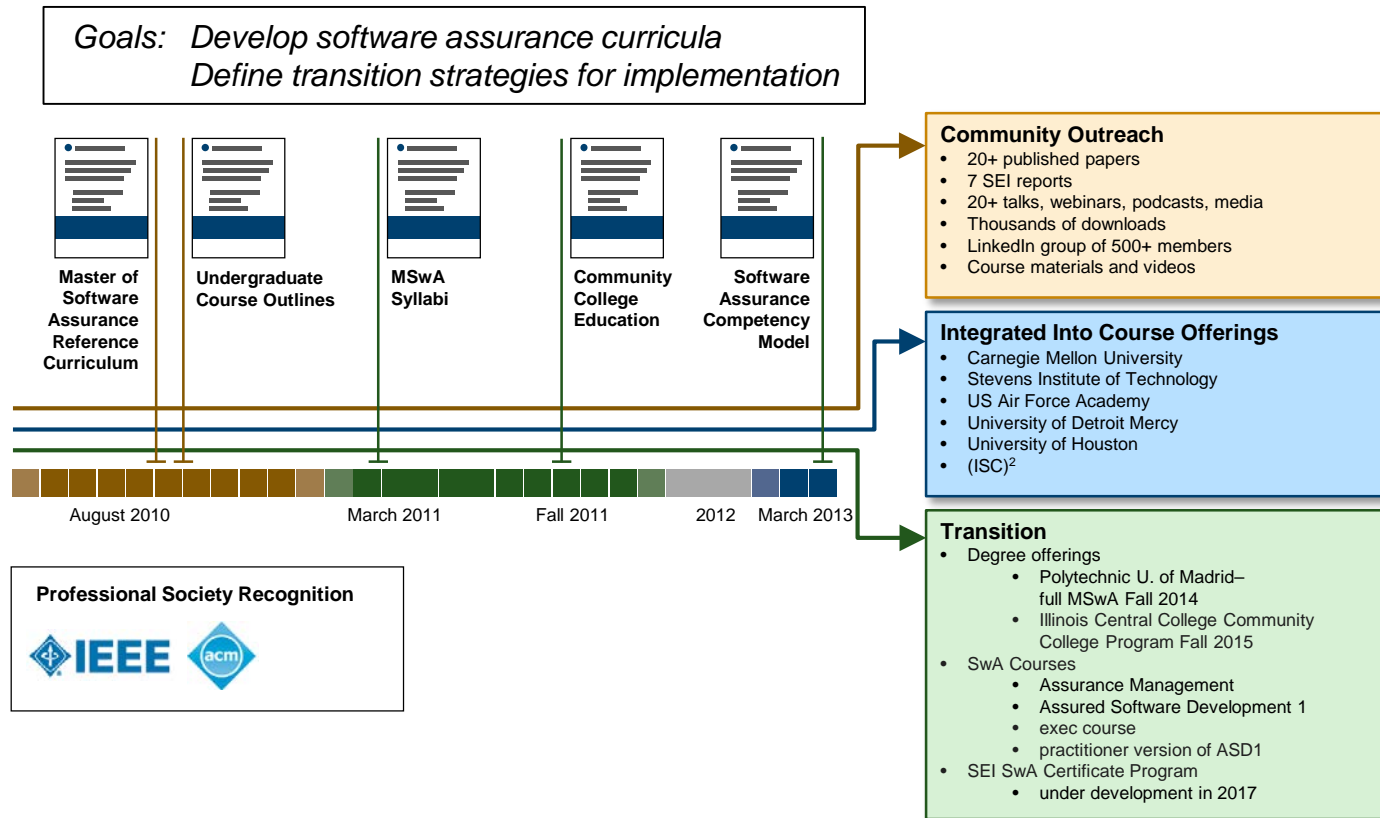 Goals: Develop software assurance curricula
Define transition strategies for implementation
Master of
Software
Assurance
Reference
Curriculum
Undergraduate
Course Outlines
MSwA
Syllabi
Community
College
Education
Software
Assurance
Competency
Model
August 2010
March 2011
Fall 2011
2012
March 2013
Professional Society Recognition
IEEE
acm
Community Outreach
• 20+ published papers
• 7 SEI reports
• 20+ talks, webinars, podcasts, media
• Thousands of downloads
• LinkedIn group of 500+ members
• Course materials and videos
Integrated Into Course Offerings
• Carnegie Mellon University
• Stevens Institute of Technology
• US Air Force Academy
• University of Detroit Mercy
• University of Houston
• (ISC)²
Transition
• Degree offerings
• Polytechnic U. of Madrid–
full MSwA Fall 2014
• Illinois Central College Community
College Program Fall 2015
• SwA Courses
• Assurance Management
• Assured Software Development 1
• exec course
• practitioner version of ASD1
• SEI SwA Certificate Program
• under development in 2017